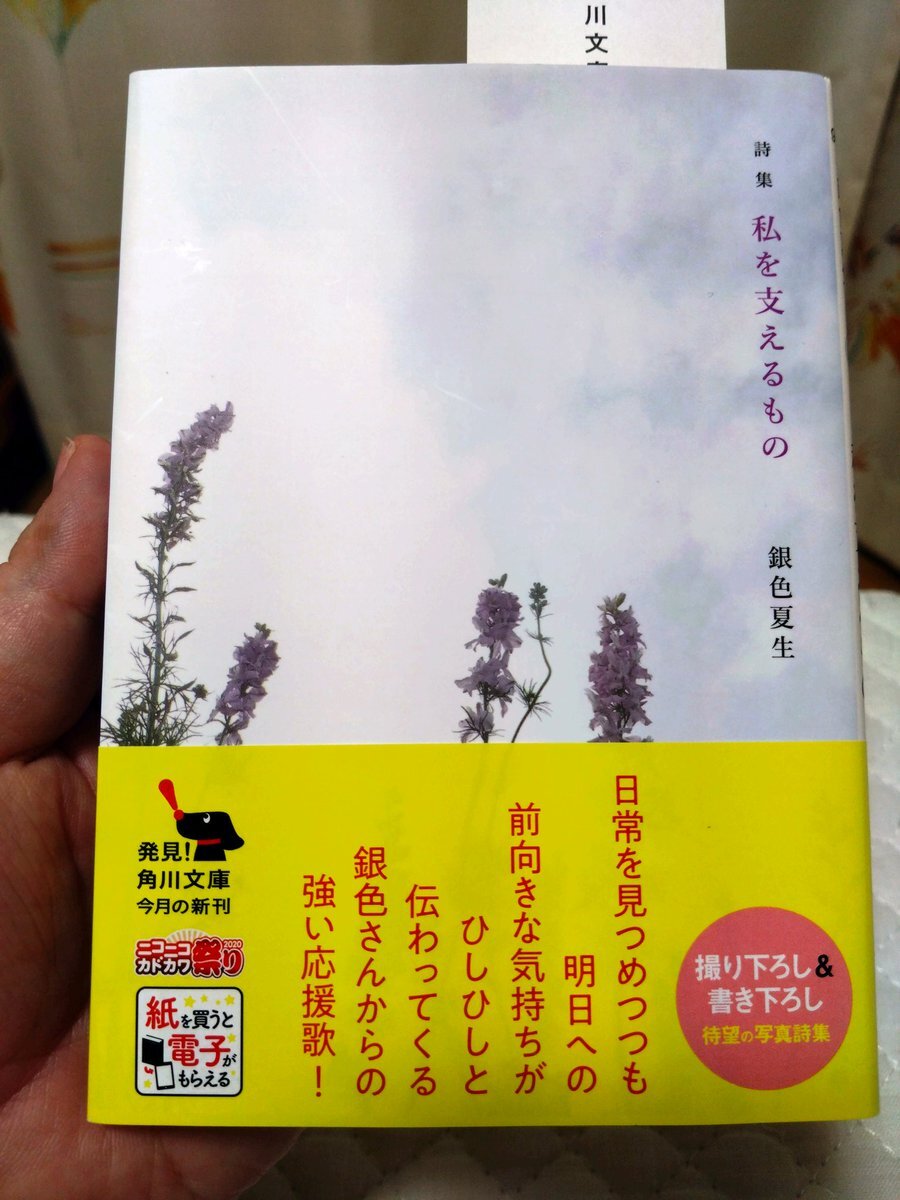 川文
詩集
私を支えるもの
銀色夏生
日常を見つめつつも
明日への
前向きな気持ちが
ひしひしと
伝わってくる
銀色さんからの
強い応援歌！
撮り下ろし&
書き下ろし
待望の写真詩集
発見！
角川文庫
今月の新刊
ニコニコ
カドカワ祭り
2020
紙を買うと
電子が
もらえる